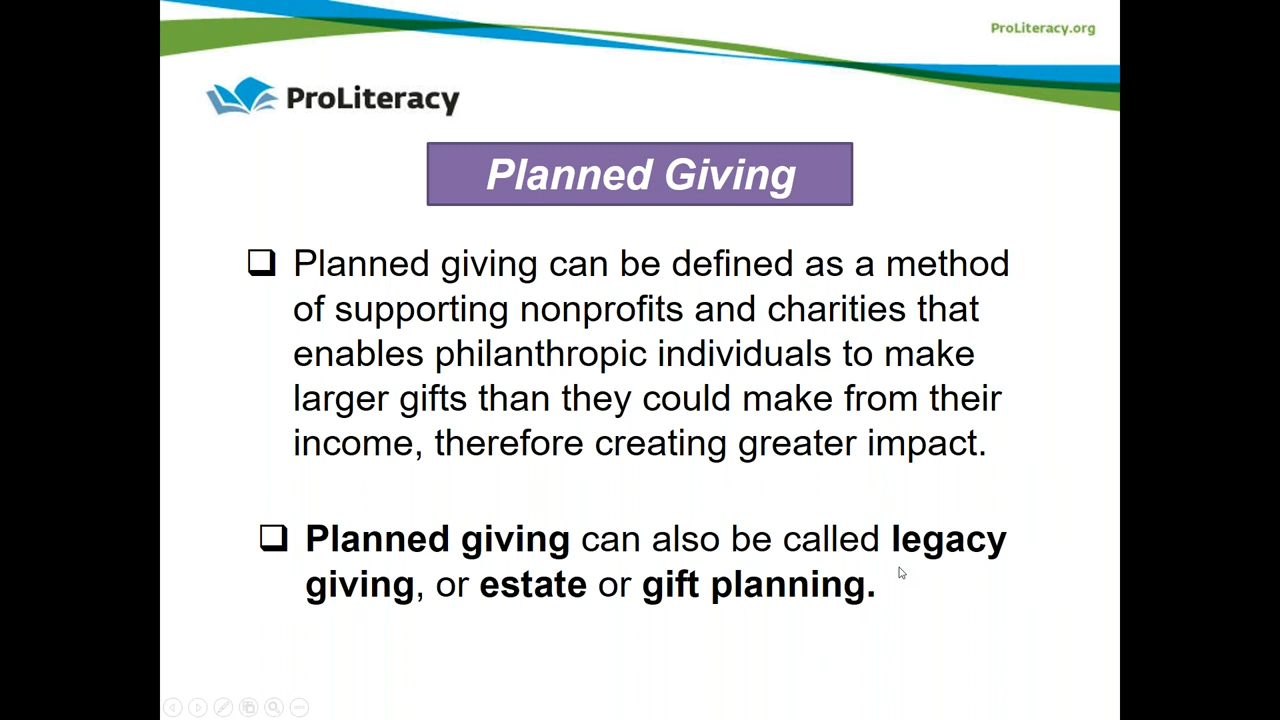 ProLiteracy.org
ProLiteracy
Planned Giving
Planned giving can be defined as a method
of supporting nonprofits and charities that
enables philanthropic individuals to make
larger gifts than they could make from their
income, therefore creating greater impact.
Planned giving can also be called legacy
giving, or estate or gift planning.